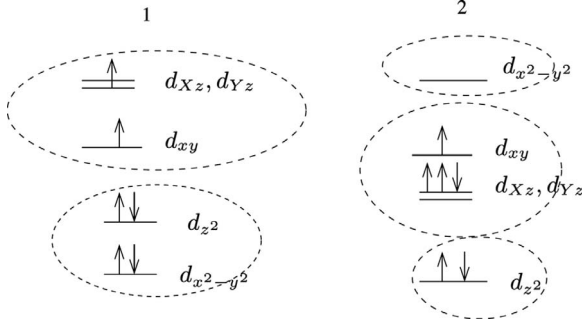 1
d_{Xz}, d_{Yz}
d_{xy}
d_{z^2}
d_{x^2-y^2}
2
d_{x^2-y^2}
d_{xy}
d_{Xz}, d_{Yz}
d_{z^2}